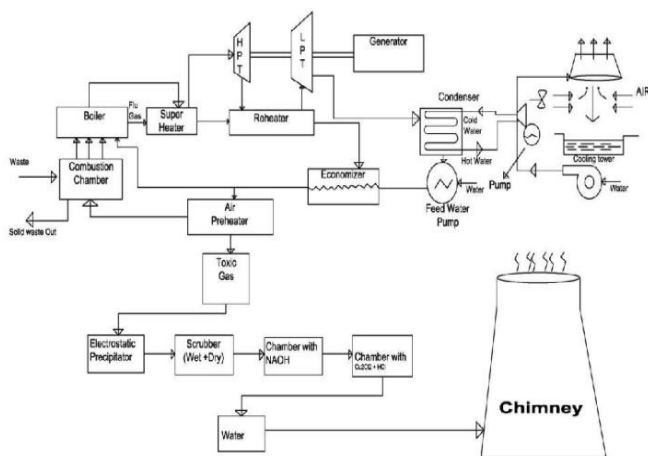 H
P
T
L
P
T
Generator
Condenser
AIR
Boiler
Flu
Gas
Supor
Heater
Reheater
Cold
Water
Hot Water
Cooling tower
Waste
Combustion
Chamber
Economizer
Water
Pump
Water
Feed Water
Pump
Solid waste Out
Air
Preheater
Toxic
Gas
Electrostatic
Precipitator
Scrubber
(Wet +Dry)
Chamber with
NAOH
Chamber with
Water
Chimney